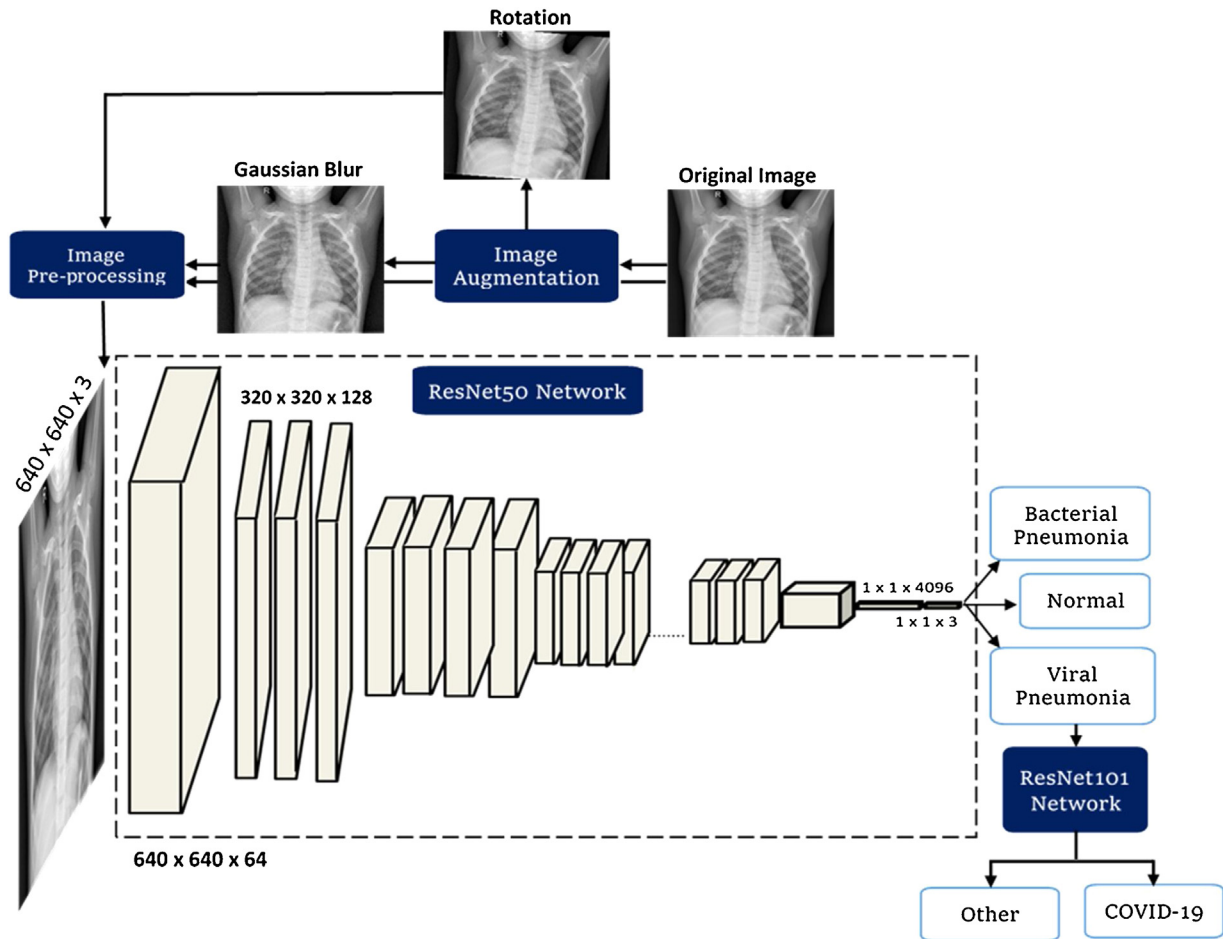 Rotation
R
Gaussian Blur
R
Original Image
R
Image
Pre-processing
Image
Augmentation
640 x 640 x 3
ResNet50 Network
320 x 320 x 128
640 x 640 x 64
1 x 1 x 4096
1 x 1 x 3
Bacterial
Pneumonia
Normal
Viral
Pneumonia
ResNet101
Network
Other
COVID-19